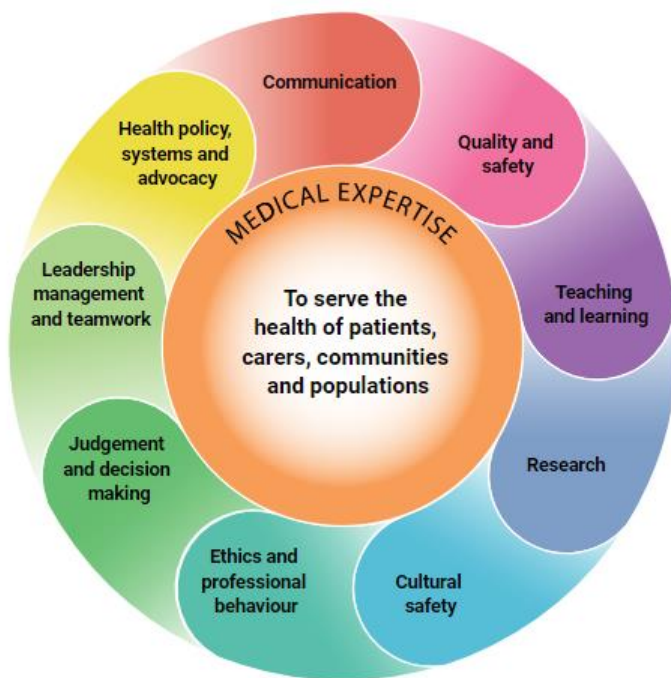 Communication
Quality and
safety
Teaching
and learning
Research
Cultural
safety
Ethics and
professional
behaviour
Judgement
and decision
making
Leadership
management
and teamwork
Health policy,
systems and
advocacy
MEDICAL EXPERTISE
To serve the
health of patients,
carers, communities
and populations